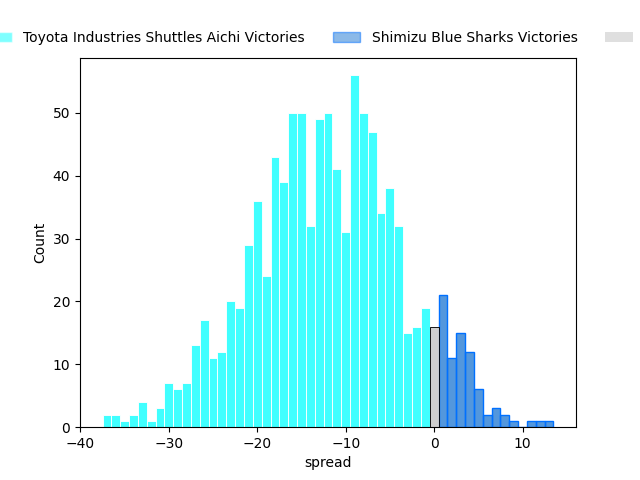 Toyota Industries Shuttles Aichi Victories Shimizu Blue Sharks Victories
50
40
30
20
10
0
Count
−40 −30 −20 −10 0 10
spread